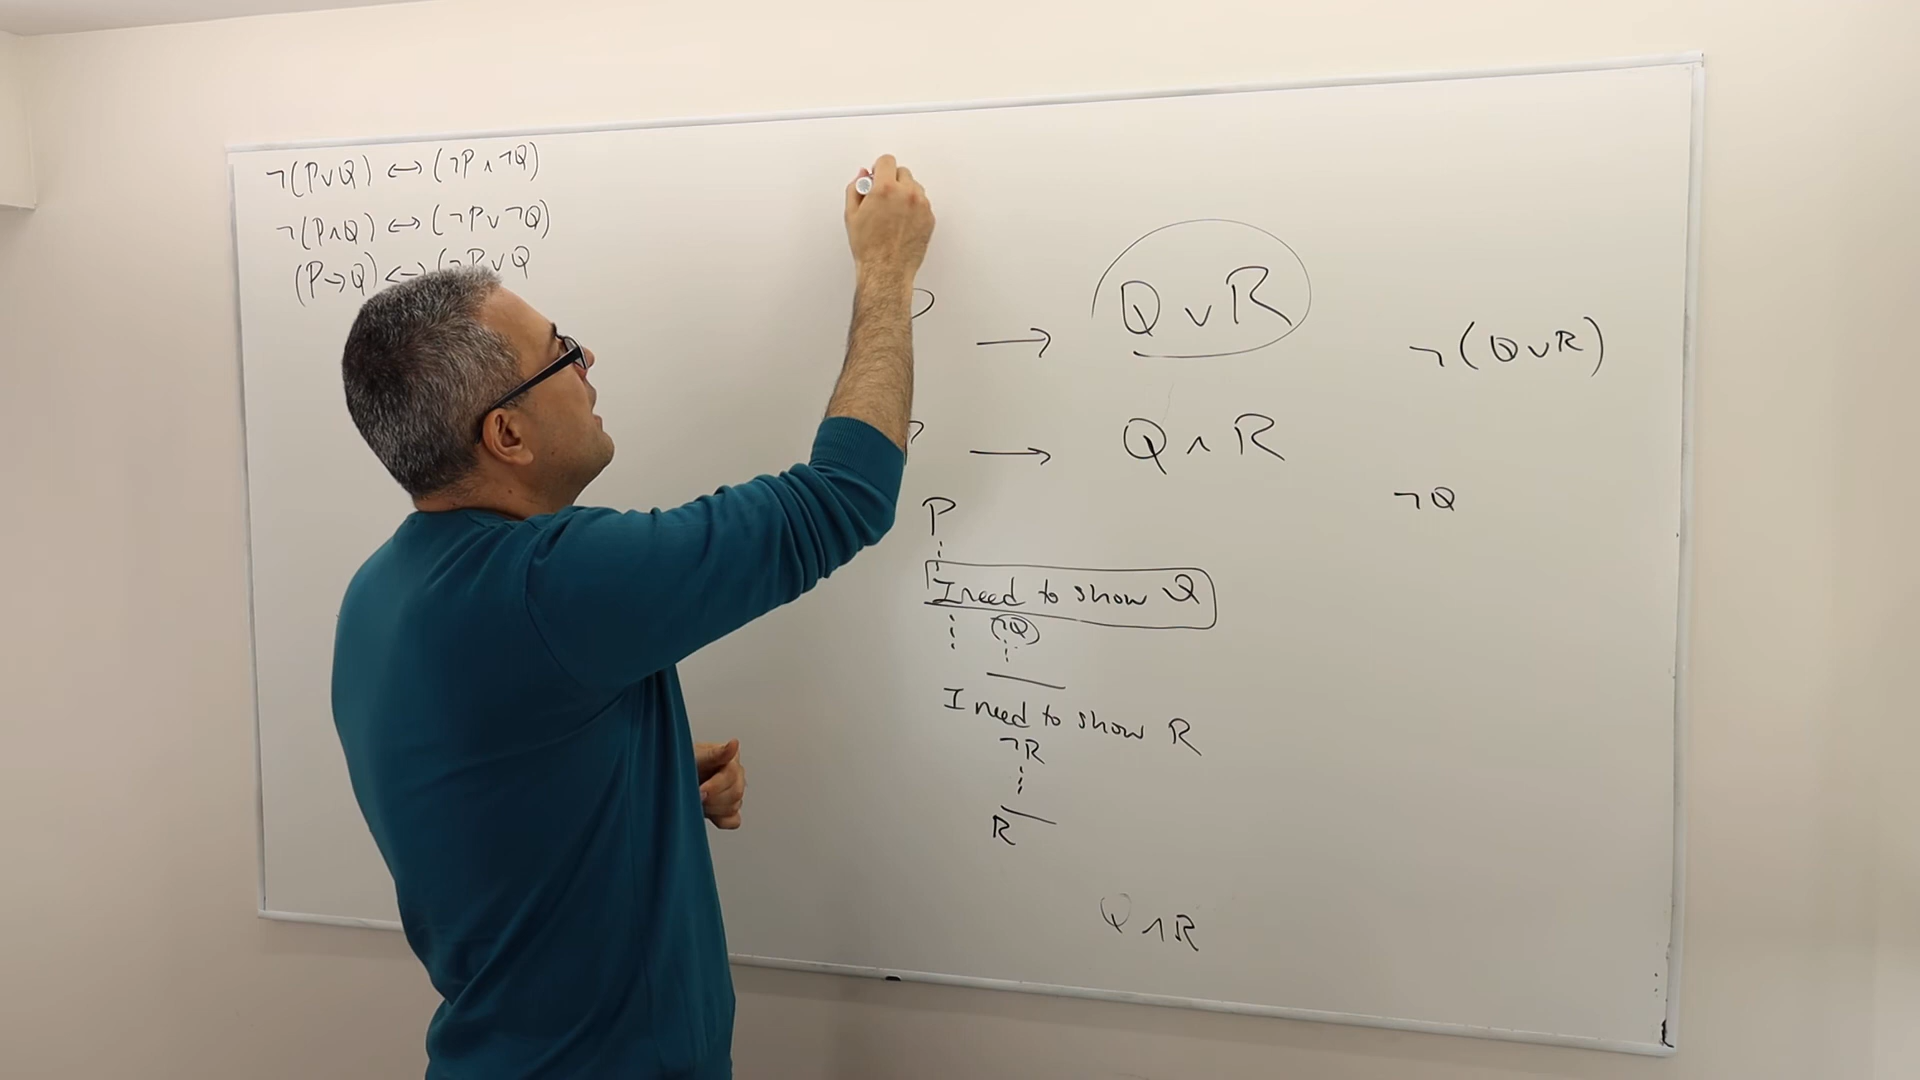 ¬(P∨Q) ↔ (¬P∧¬Q)
¬(P∧Q) ↔ (¬P∨¬Q)
(P→Q) ↔ (¬P∨Q
P → Q∨R
¬(Q∨R)
P → Q∧R
¬Q
P
I need to show Q
¬Q
I need to show R
¬R
R
Q∧R